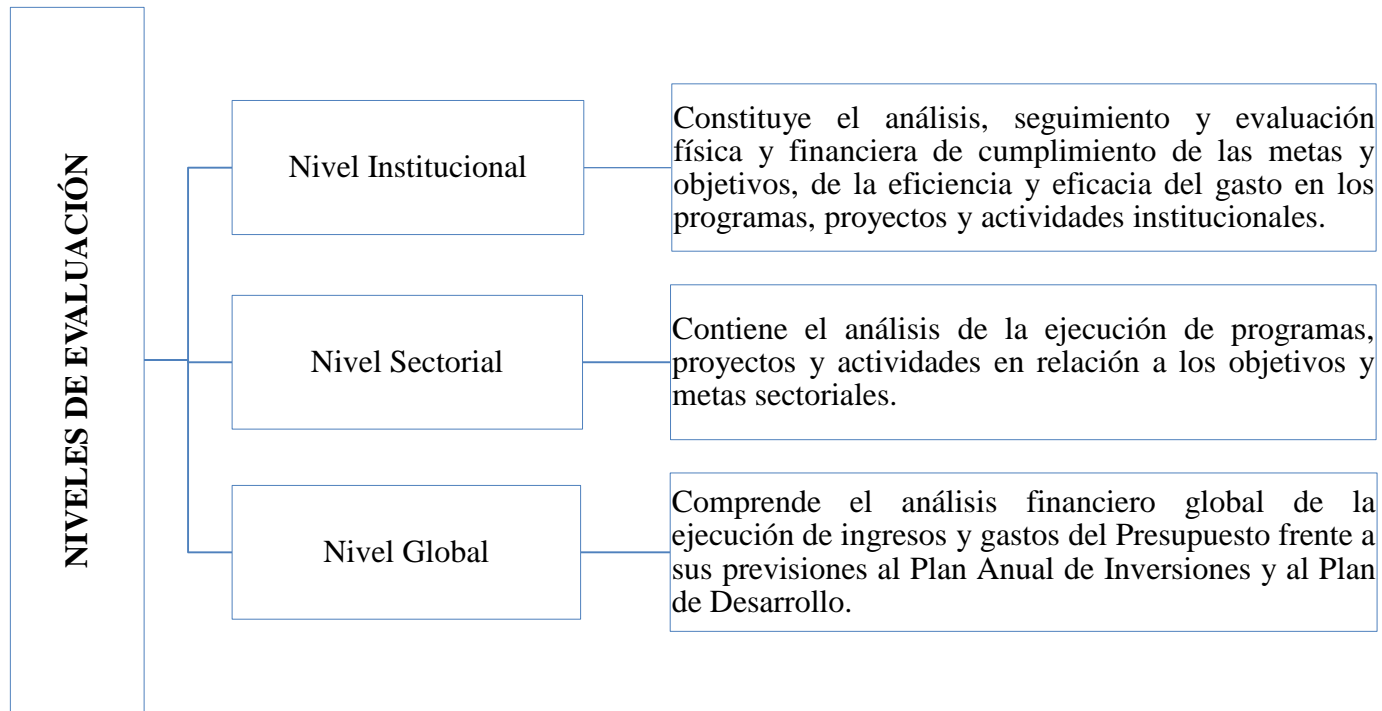 NIVELES DE EVALUACIÓN
Nivel Institucional
Constituye el análisis, seguimiento y evaluación
física y financiera de cumplimiento de las metas y
objetivos, de la eficiencia y eficacia del gasto en los
programas, proyectos y actividades institucionales.
Nivel Sectorial
Contiene el análisis de la ejecución de programas,
proyectos y actividades en relación a los objetivos y
metas sectoriales.
Nivel Global
Comprende el análisis financiero global de la
ejecución de ingresos y gastos del Presupuesto frente a
sus previsiones al Plan Anual de Inversiones y al Plan
de Desarrollo.